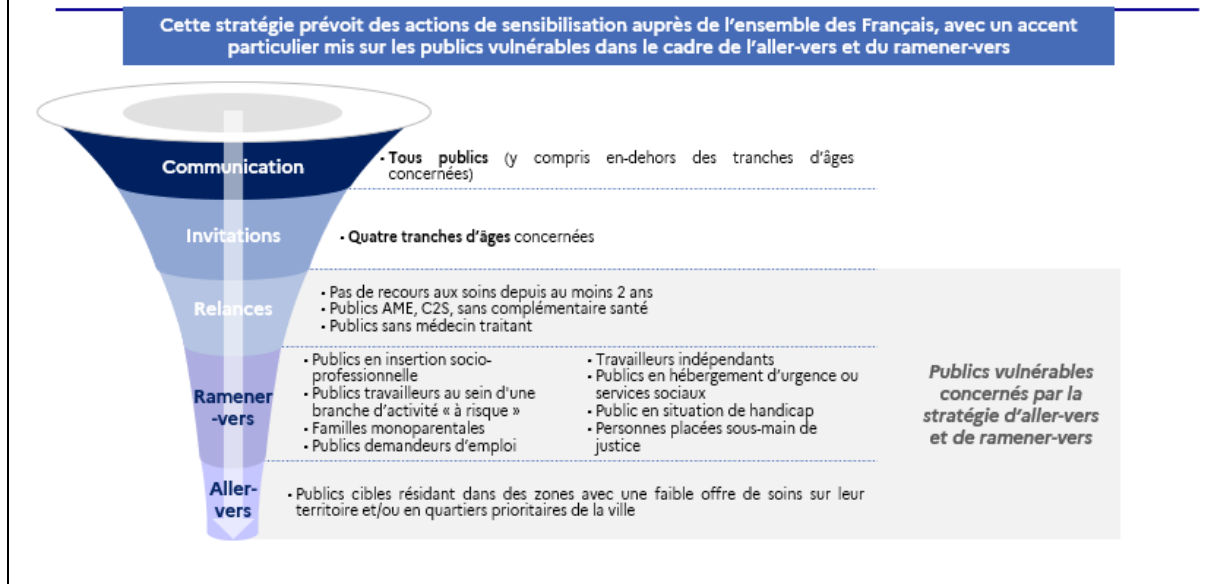 Cette stratégie prévoit des actions de sensibilisation auprès de l'ensemble des Français, avec un accent
particulier mis sur les publics vulnérables dans le cadre de l'aller-vers et du ramener-vers
Communication
• Tous publics (y compris en-dehors des tranches d'âges
concernées)
Invitations
• Quatre tranches d'âges concernées
Relances
• Pas de recours aux soins depuis au moins 2 ans
• Publics AME, C2S, sans complémentaire santé
• Publics sans médecin traitant
Ramener
-vers
• Publics en insertion socio-
professionnelle
• Publics travailleurs au sein d'une
branche d'activité « à risque »
• Familles monoparentales
• Publics demandeurs d'emploi
• Travailleurs indépendants
• Publics en hébergement d'urgence ou
services sociaux
• Public en situation de handicap
• Personnes placées sous-main de
justice
Publics vulnérables
concernés par la
stratégie d'aller-vers
et de ramener-vers
Aller-
vers
• Publics cibles résidant dans des zones avec une faible offre de soins sur leur
territoire et/ou en quartiers prioritaires de la ville